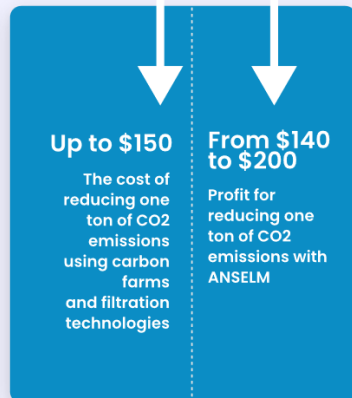 Up to $150
The cost of
reducing one
ton of CO2
emissions
using carbon
farms
and filtration
technologies
From $140
to $200
Profit for
reducing one
ton of CO2
emissions with
ANSELM